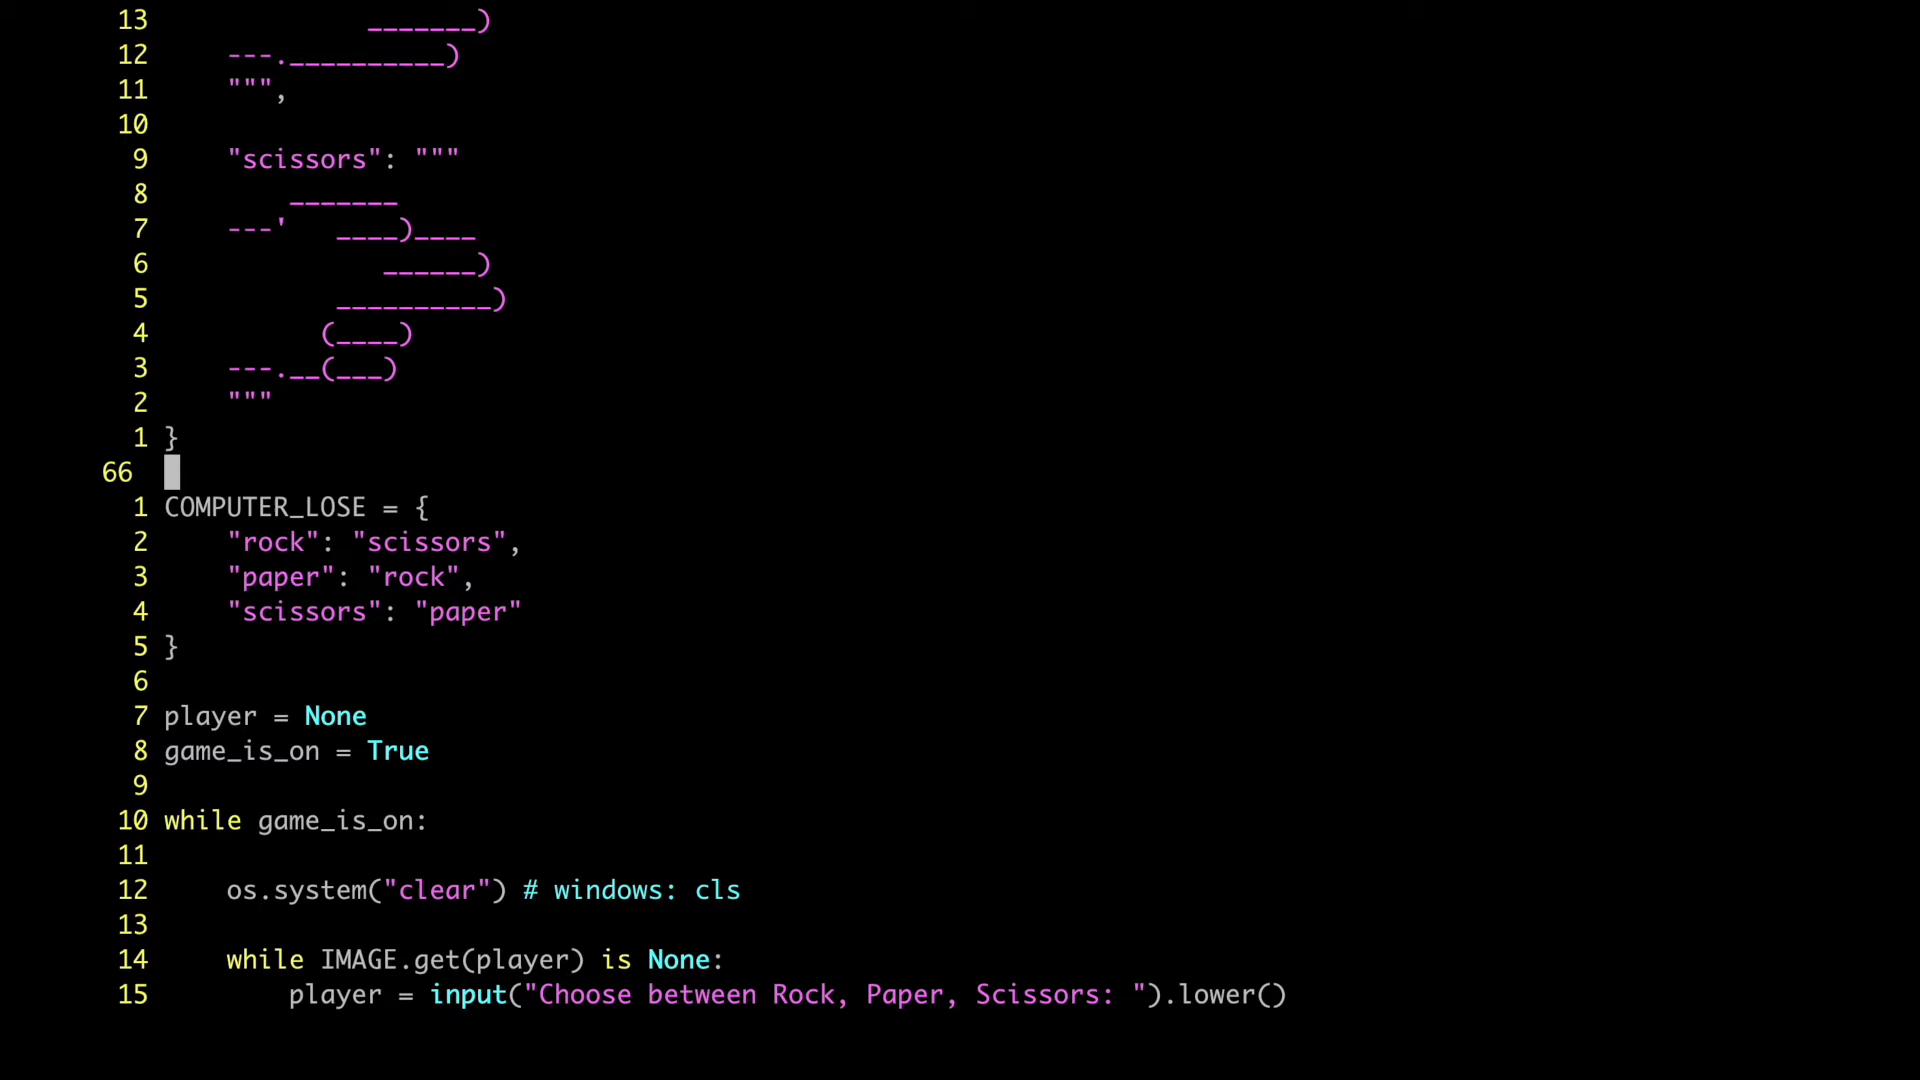 13              _______)
12     ---.__________)
11     """,
10
 9     "scissors": """
 8         _______
 7     ---'   ____)____
 6               ______)
 5            __________)
 4           (____)
 3     ---.__(___)
 2     """
 1 }
66
 1 COMPUTER_LOSE = {
 2     "rock": "scissors",
 3     "paper": "rock",
 4     "scissors": "paper"
 5 }
 6
 7 player = None
 8 game_is_on = True
 9
10 while game_is_on:
11
12     os.system("clear") # windows: cls
13
14     while IMAGE.get(player) is None:
15         player = input("Choose between Rock, Paper, Scissors: ").lower()